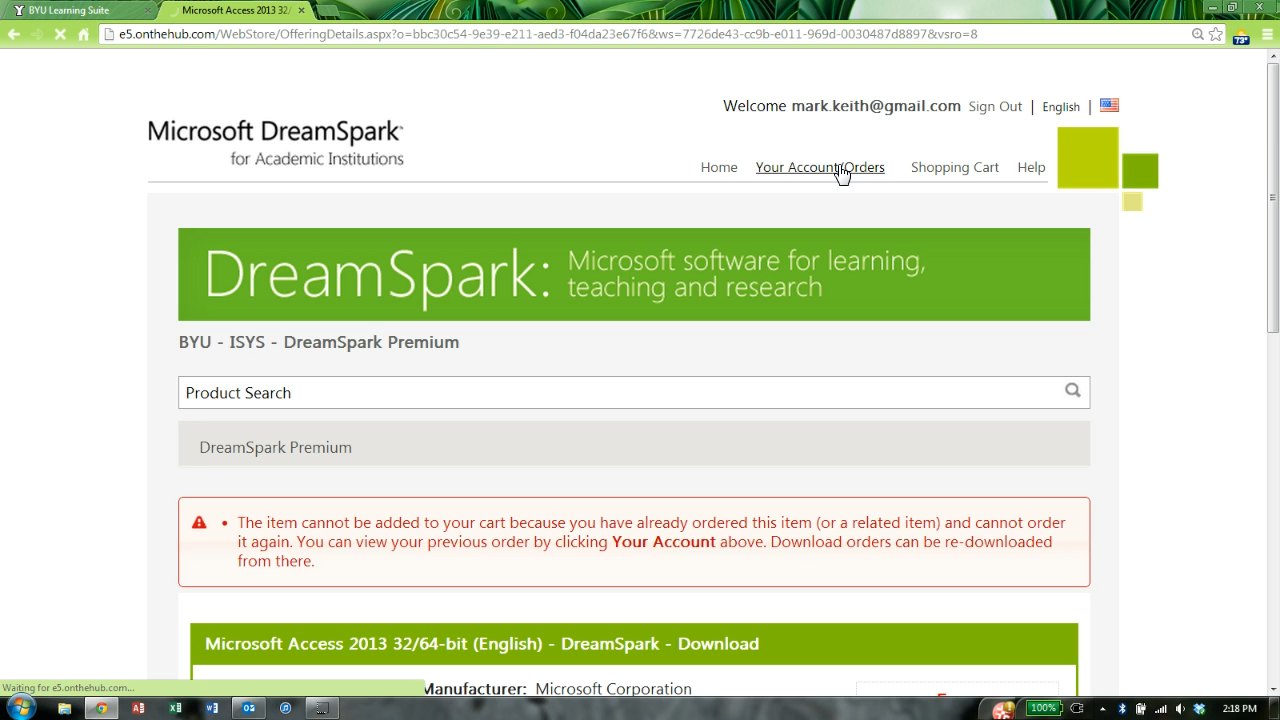 BYU Learning Suite
Microsoft Access 2013 32/
e5.onthehub.com/WebStore/OfferingDetails.aspx?o=bbc30c54-9e39-e211-aed3-f04da23e67f6&ws=7726de43-cc9b-e011-969d-0030487d8897&vsro=8
73°
Welcome mark.keith@gmail.com Sign Out | English |
Microsoft DreamSpark
for Academic Institutions
Home Your Account/Orders Shopping Cart Help
DreamSpark: Microsoft software for learning,
teaching and research
BYU - ISYS - DreamSpark Premium
Product Search
DreamSpark Premium
• The item cannot be added to your cart because you have already ordered this item (or a related item) and cannot order
it again. You can view your previous order by clicking Your Account above. Download orders can be re-downloaded
from there.
Microsoft Access 2013 32/64-bit (English) - DreamSpark - Download
Waiting for e5.onthehub.com...
Manufacturer: Microsoft Corporation
100%
2:18 PM